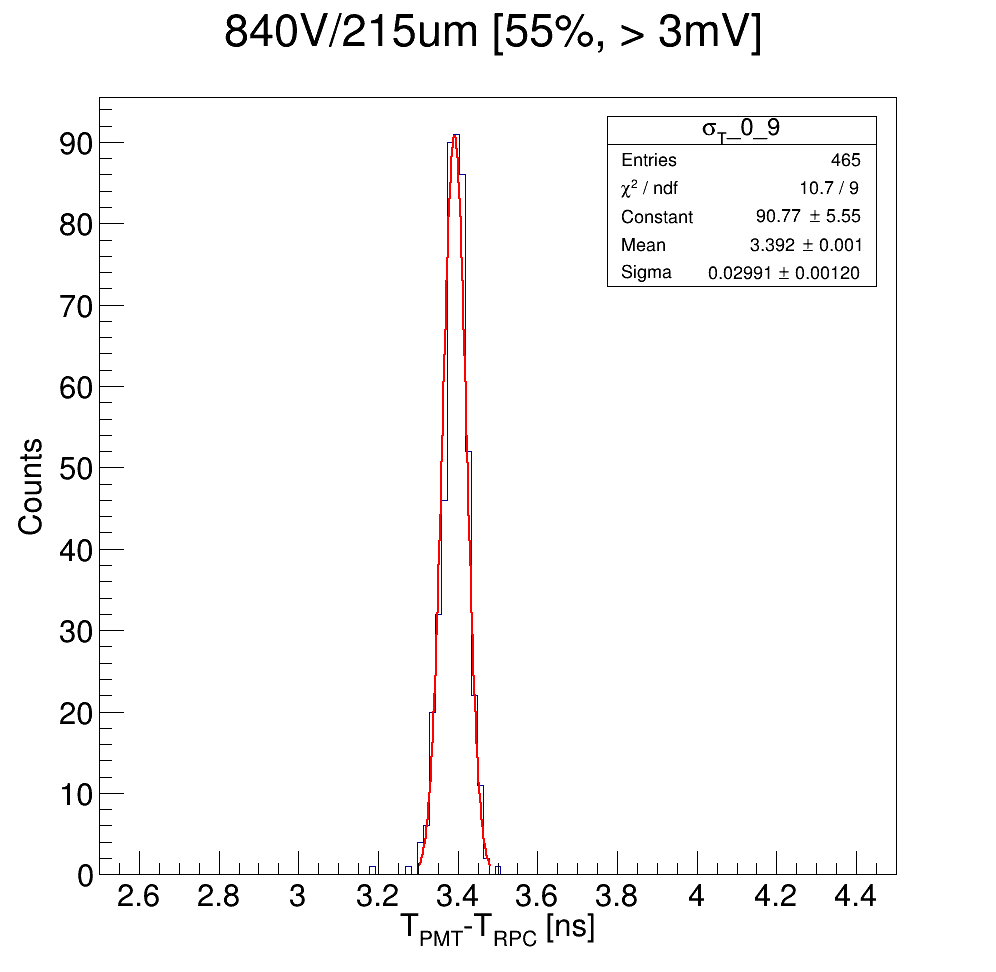 840V/215um [55%, > 3mV]
σT_0_9
Entries 465
χ² / ndf 10.7 / 9
Constant 90.77 ± 5.55
Mean 3.392 ± 0.001
Sigma 0.02991 ± 0.00120
Counts
90
80
70
60
50
40
30
20
10
0
2.6 2.8 3 3.2 3.4 3.6 3.8 4 4.2 4.4
TPMT-TRPC [ns]